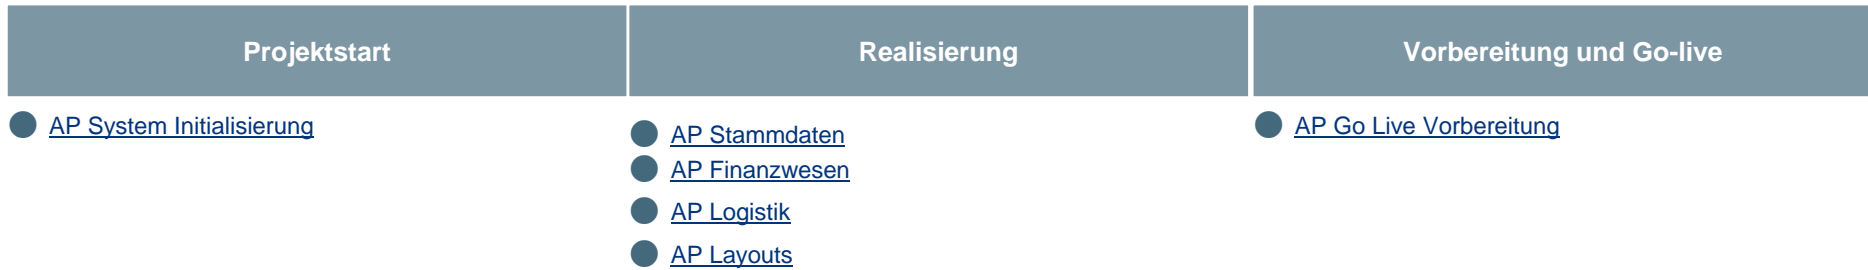 Projektstart
Realisierung
Vorbereitung und Go-live
AP System Initialisierung
AP Stammdaten
AP Finanzwesen
AP Logistik
AP Layouts
AP Go Live Vorbereitung